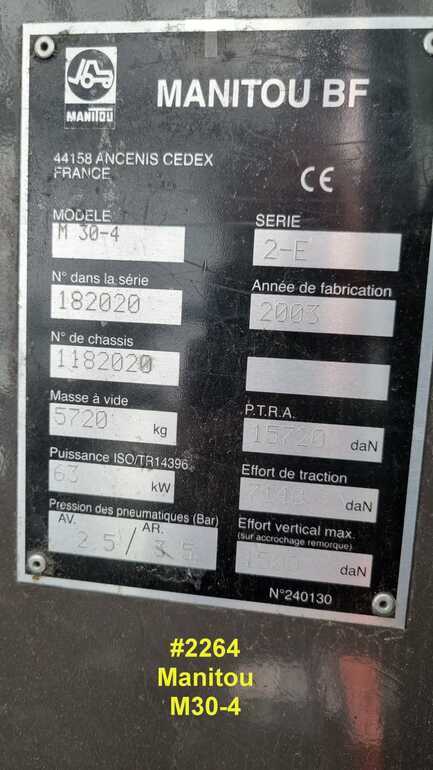 MANITOU
MANITOU BF
44158 ANCENIS CEDEX
FRANCE
CE
MODELE
M 30-4
SERIE
2-E
N° dans la série
182020
Année de fabrication
2003
N° de chassis
1182020
Masse à vide
5720 kg
P.T.R.A.
15720 daN
Puissance ISO/TR14396
63 kW
Effort de traction
daN
Pression des pneumatiques (Bar)
AV. AR.
2.5 / 3.5
Effort vertical max.
(sur accrochage remorque)
daN
N°240130
#2264
Manitou
M30-4